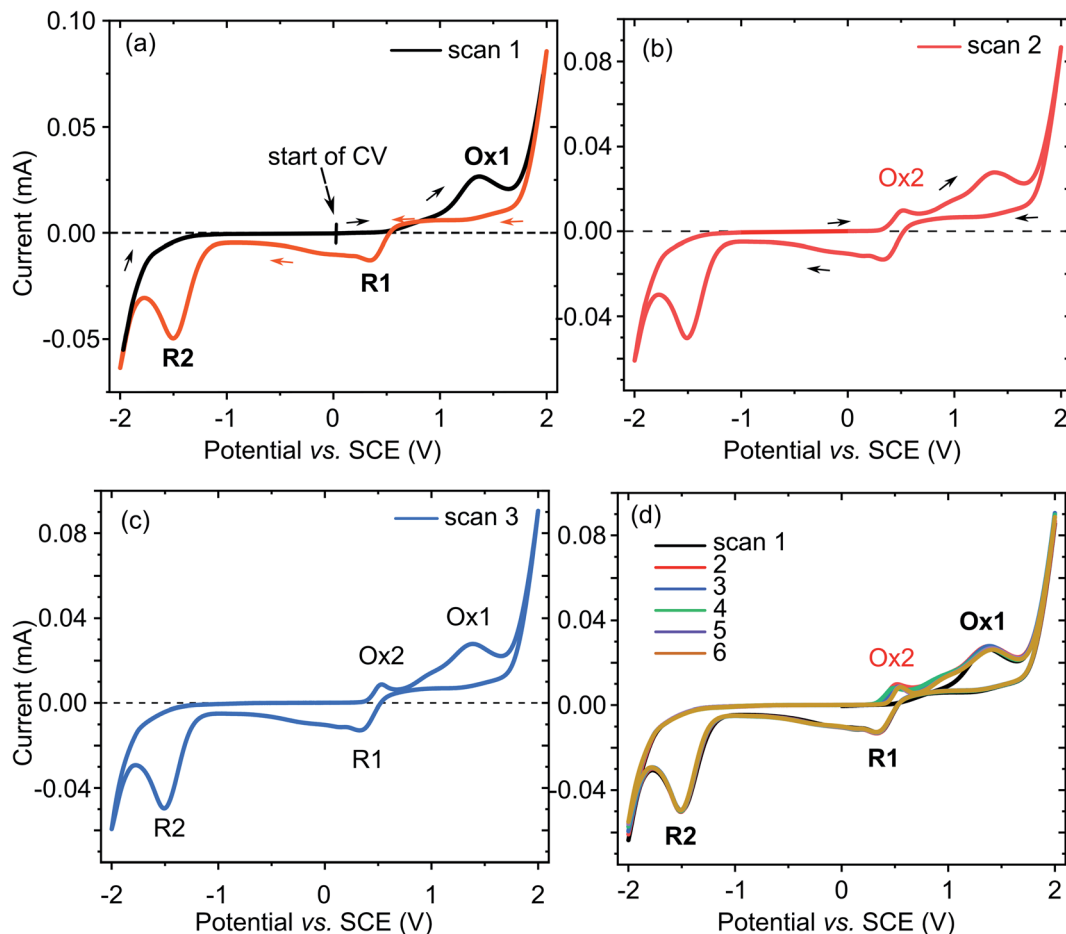 (a)
scan 1
start of CV
Ox1
R1
R2
0.10
0.05
0.00
-0.05
Current (mA)
-2
-1
0
1
2
Potential vs. SCE (V)
(b)
scan 2
Ox2
0.08
0.04
0.00
-0.04
-2
-1
0
1
2
Potential vs. SCE (V)
(c)
scan 3
Ox1
Ox2
R1
R2
0.08
0.04
0.00
-0.04
Current (mA)
-2
-1
0
1
2
Potential vs. SCE (V)
(d)
scan 1
2
3
4
5
6
Ox1
Ox2
R1
R2
0.08
0.04
0.00
-0.04
-2
-1
0
1
2
Potential vs. SCE (V)